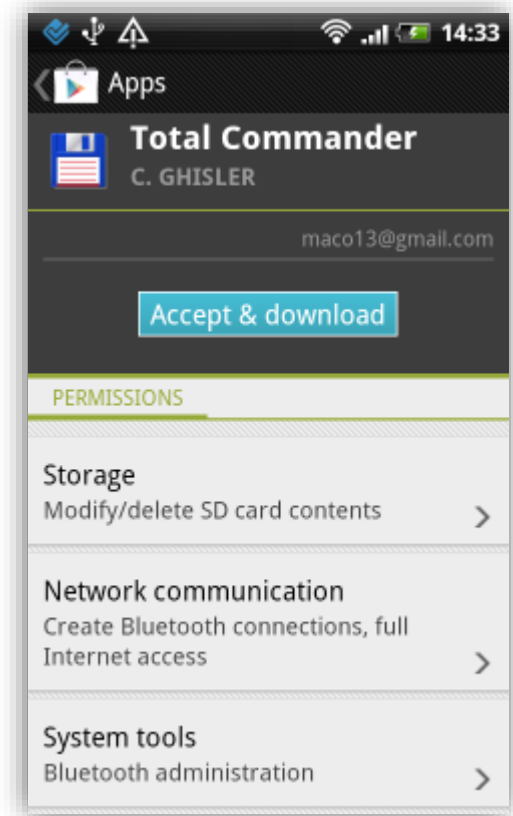 14:33
Apps
Total Commander
C. GHISLER
maco13@gmail.com
Accept & download
PERMISSIONS
Storage
Modify/delete SD card contents
Network communication
Create Bluetooth connections, full
Internet access
System tools
Bluetooth administration